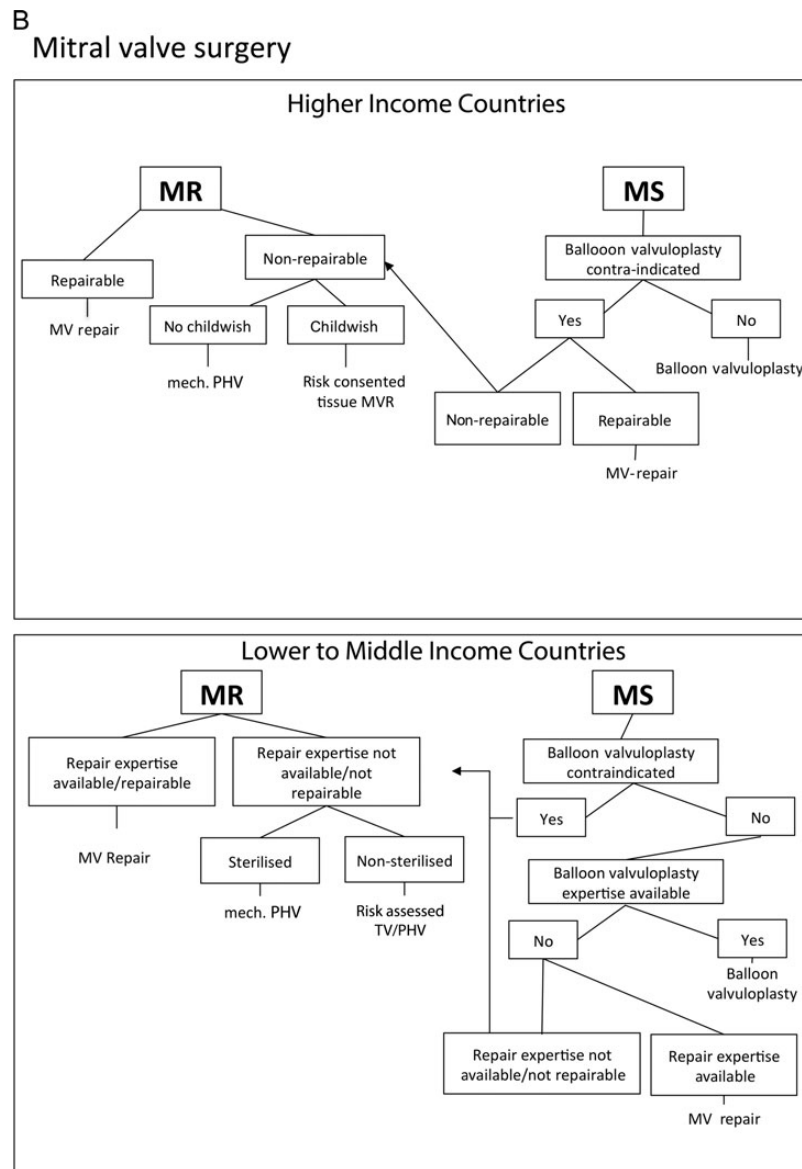 B
Mitral valve surgery
Higher Income Countries
MR
MS
Repairable
Non-repairable
Ballooon valvuloplasty
contra-indicated
MV repair
No childwish
Childwish
Yes
No
mech. PHV
Risk consented
tissue MVR
Balloon valvuloplasty
Non-repairable
Repairable
MV-repair
Lower to Middle Income Countries
MR
MS
Repair expertise
available/repairable
Repair expertise not
available/not
repairable
Balloon valvuloplasty
contraindicated
Yes
No
MV Repair
Sterilised
Non-sterilised
Balloon valvuloplasty
expertise available
mech. PHV
Risk assessed
TV/PHV
No
Yes
Balloon
valvuloplasty
Repair expertise not
available/not repairable
Repair expertise
available
MV repair